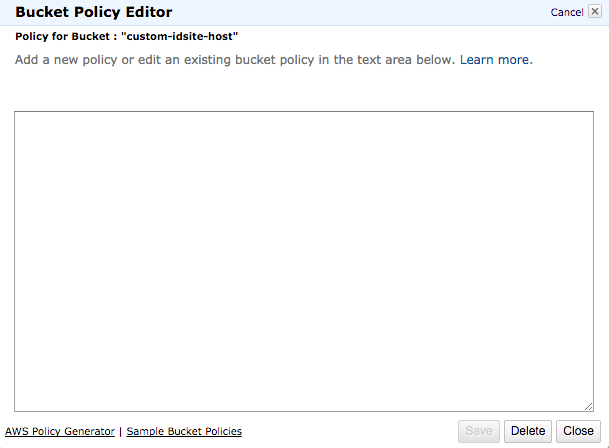 Bucket Policy Editor
Cancel
Policy for Bucket : "custom-idsite-host"
Add a new policy or edit an existing bucket policy in the text area below. Learn more.
AWS Policy Generator | Sample Bucket Policies
Save Delete Close